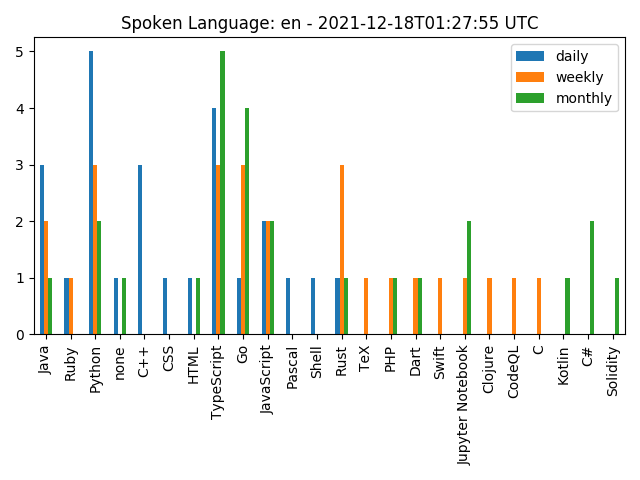 Spoken Language: en - 2021-12-18T01:27:55 UTC
daily
weekly
monthly
5
4
3
2
1
0
Java
Ruby
Python
none
C++
CSS
HTML
TypeScript
Go
JavaScript
Pascal
Shell
Rust
TeX
PHP
Dart
Swift
Jupyter Notebook
Clojure
CodeQL
C
Kotlin
C#
Solidity